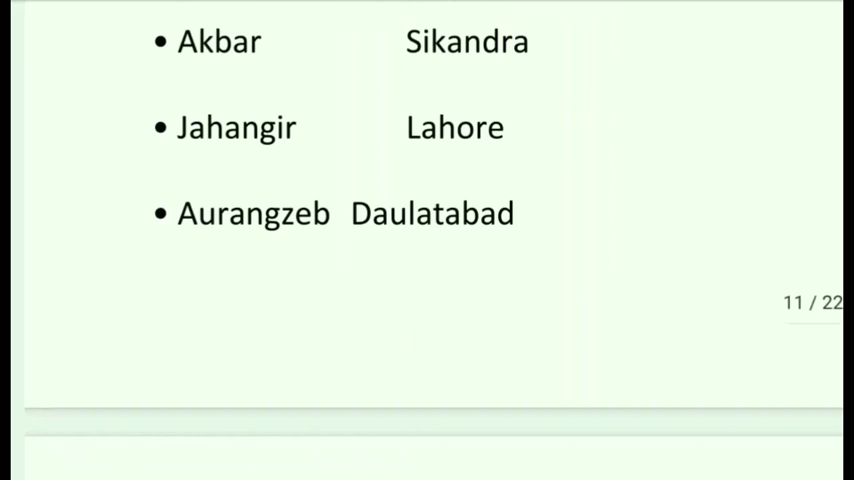 • Akbar Sikandra
• Jahangir Lahore
• Aurangzeb Daulatabad
11 / 22